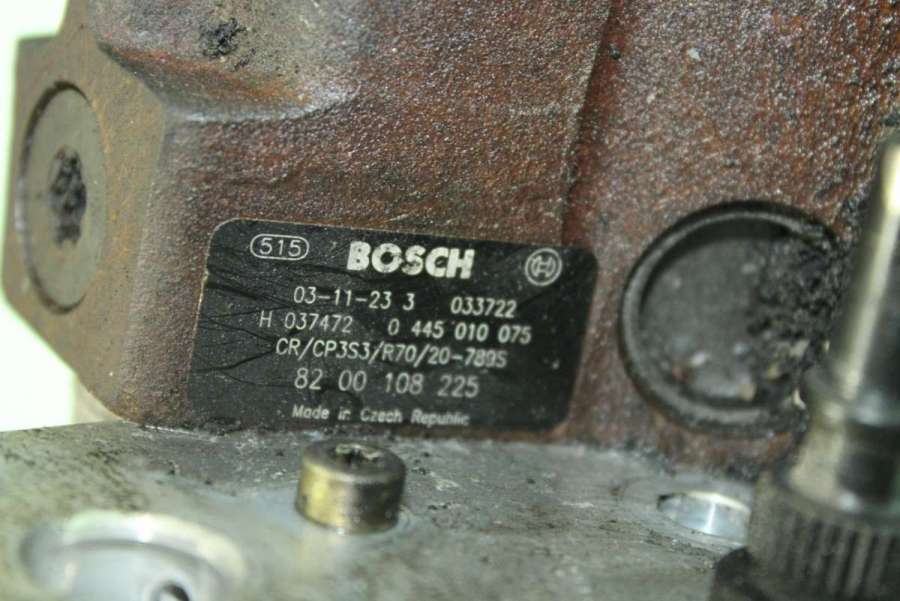 515 BOSCH
03-11-23 3 033722
H 037472 0 445 010 075
CR/CP3S3/R70/20-789S
82 00 108 225
Made in Czech Republic